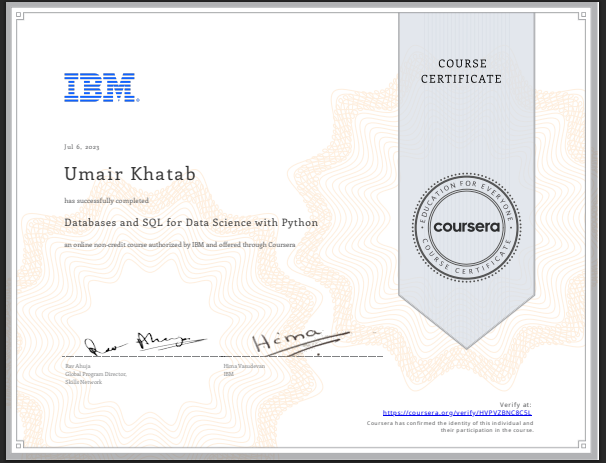 COURSE
CERTIFICATE
IBM
Jul 6, 2023
Umair Khatab
has successfully completed
Databases and SQL for Data Science with Python
an online non-credit course authorized by IBM and offered through Coursera
EDUCATION FOR EVERYONE
coursera
COURSE CERTIFICATE
Hima
Rav Ahuja
Global Program Director,
Skills Network
Hima Vasudevan
IBM
Verify at:
https://coursera.org/verify/HVPVZBNC8C5L
Coursera has confirmed the identity of this individual and
their participation in the course.